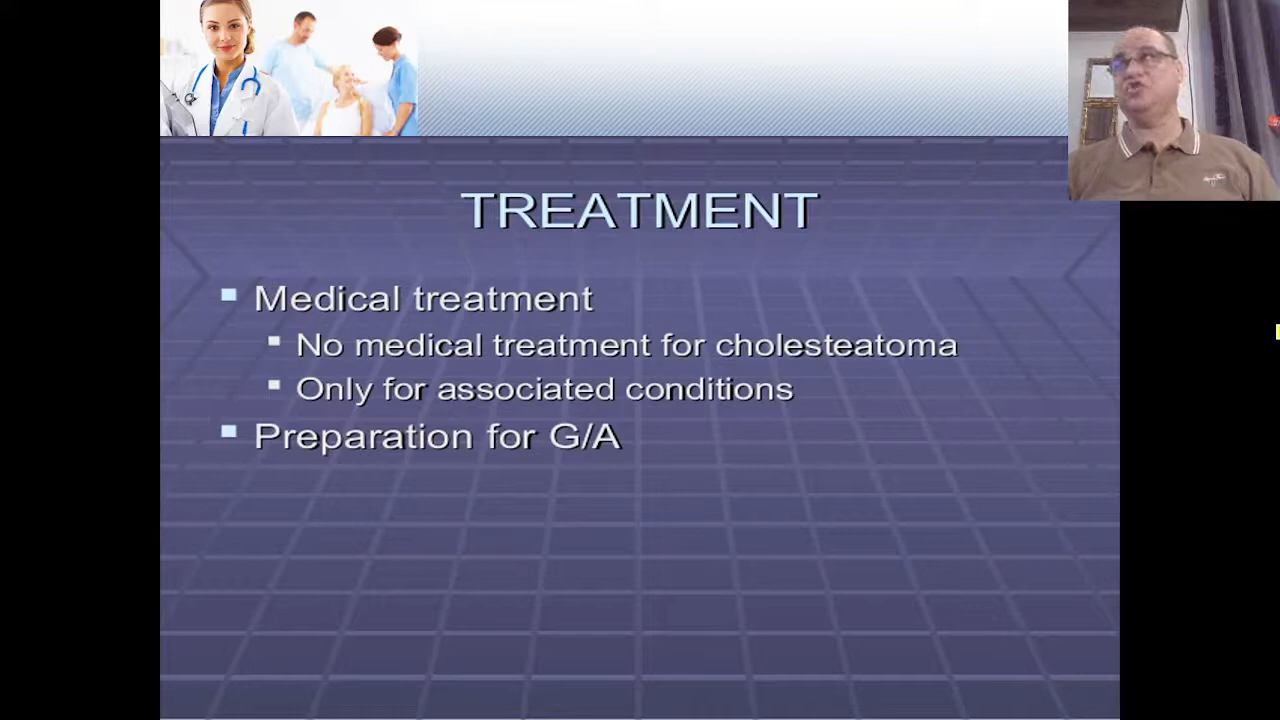 TREATMENT
Medical treatment
No medical treatment for cholesteatoma
Only for associated conditions
Preparation for G/A